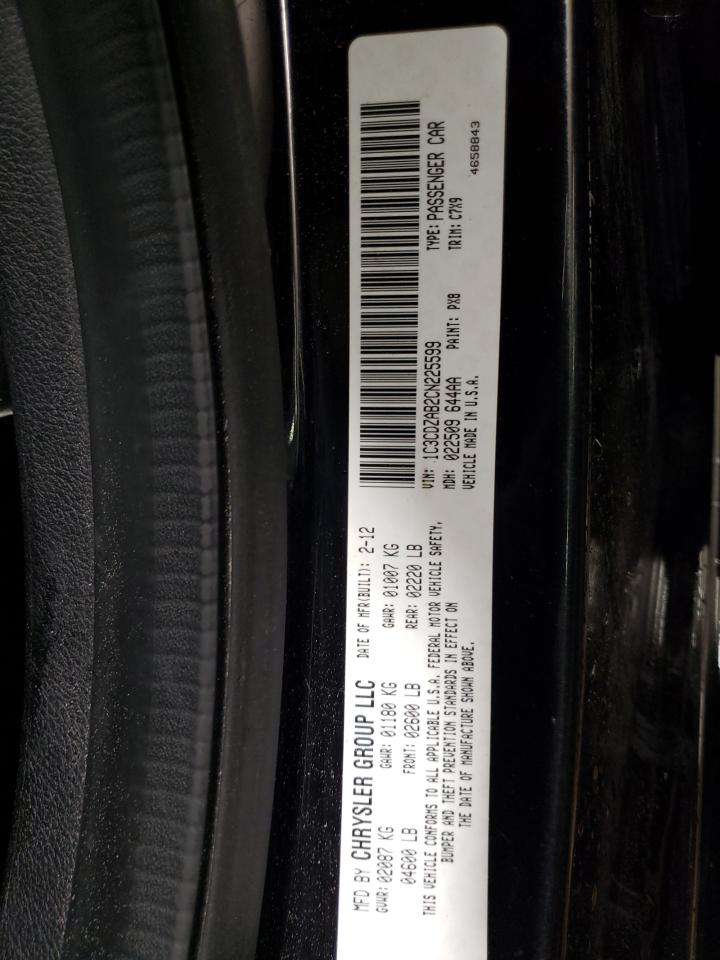 MFD BY CHRYSLER GROUP LLC DATE OF MFR(BUILT): 2-12
GVWR: 02087 KG GAWR: 01180 KG GAWR: 01007 KG
04600 LB FRONT: 02600 LB REAR: 02220 LB
THIS VEHICLE CONFORMS TO ALL APPLICABLE U.S.A. FEDERAL MOTOR VEHICLE SAFETY,
BUMPER AND THEFT PREVENTION STANDARDS IN EFFECT ON
THE DATE OF MANUFACTURE SHOWN ABOVE.
VIN: 1C3CDZAB2CN225599 TYPE: PASSENGER CAR
MDH: 022509 644AA PAINT: PX8 TRIM: C7X9
VEHICLE MADE IN U.S.A. 4658843